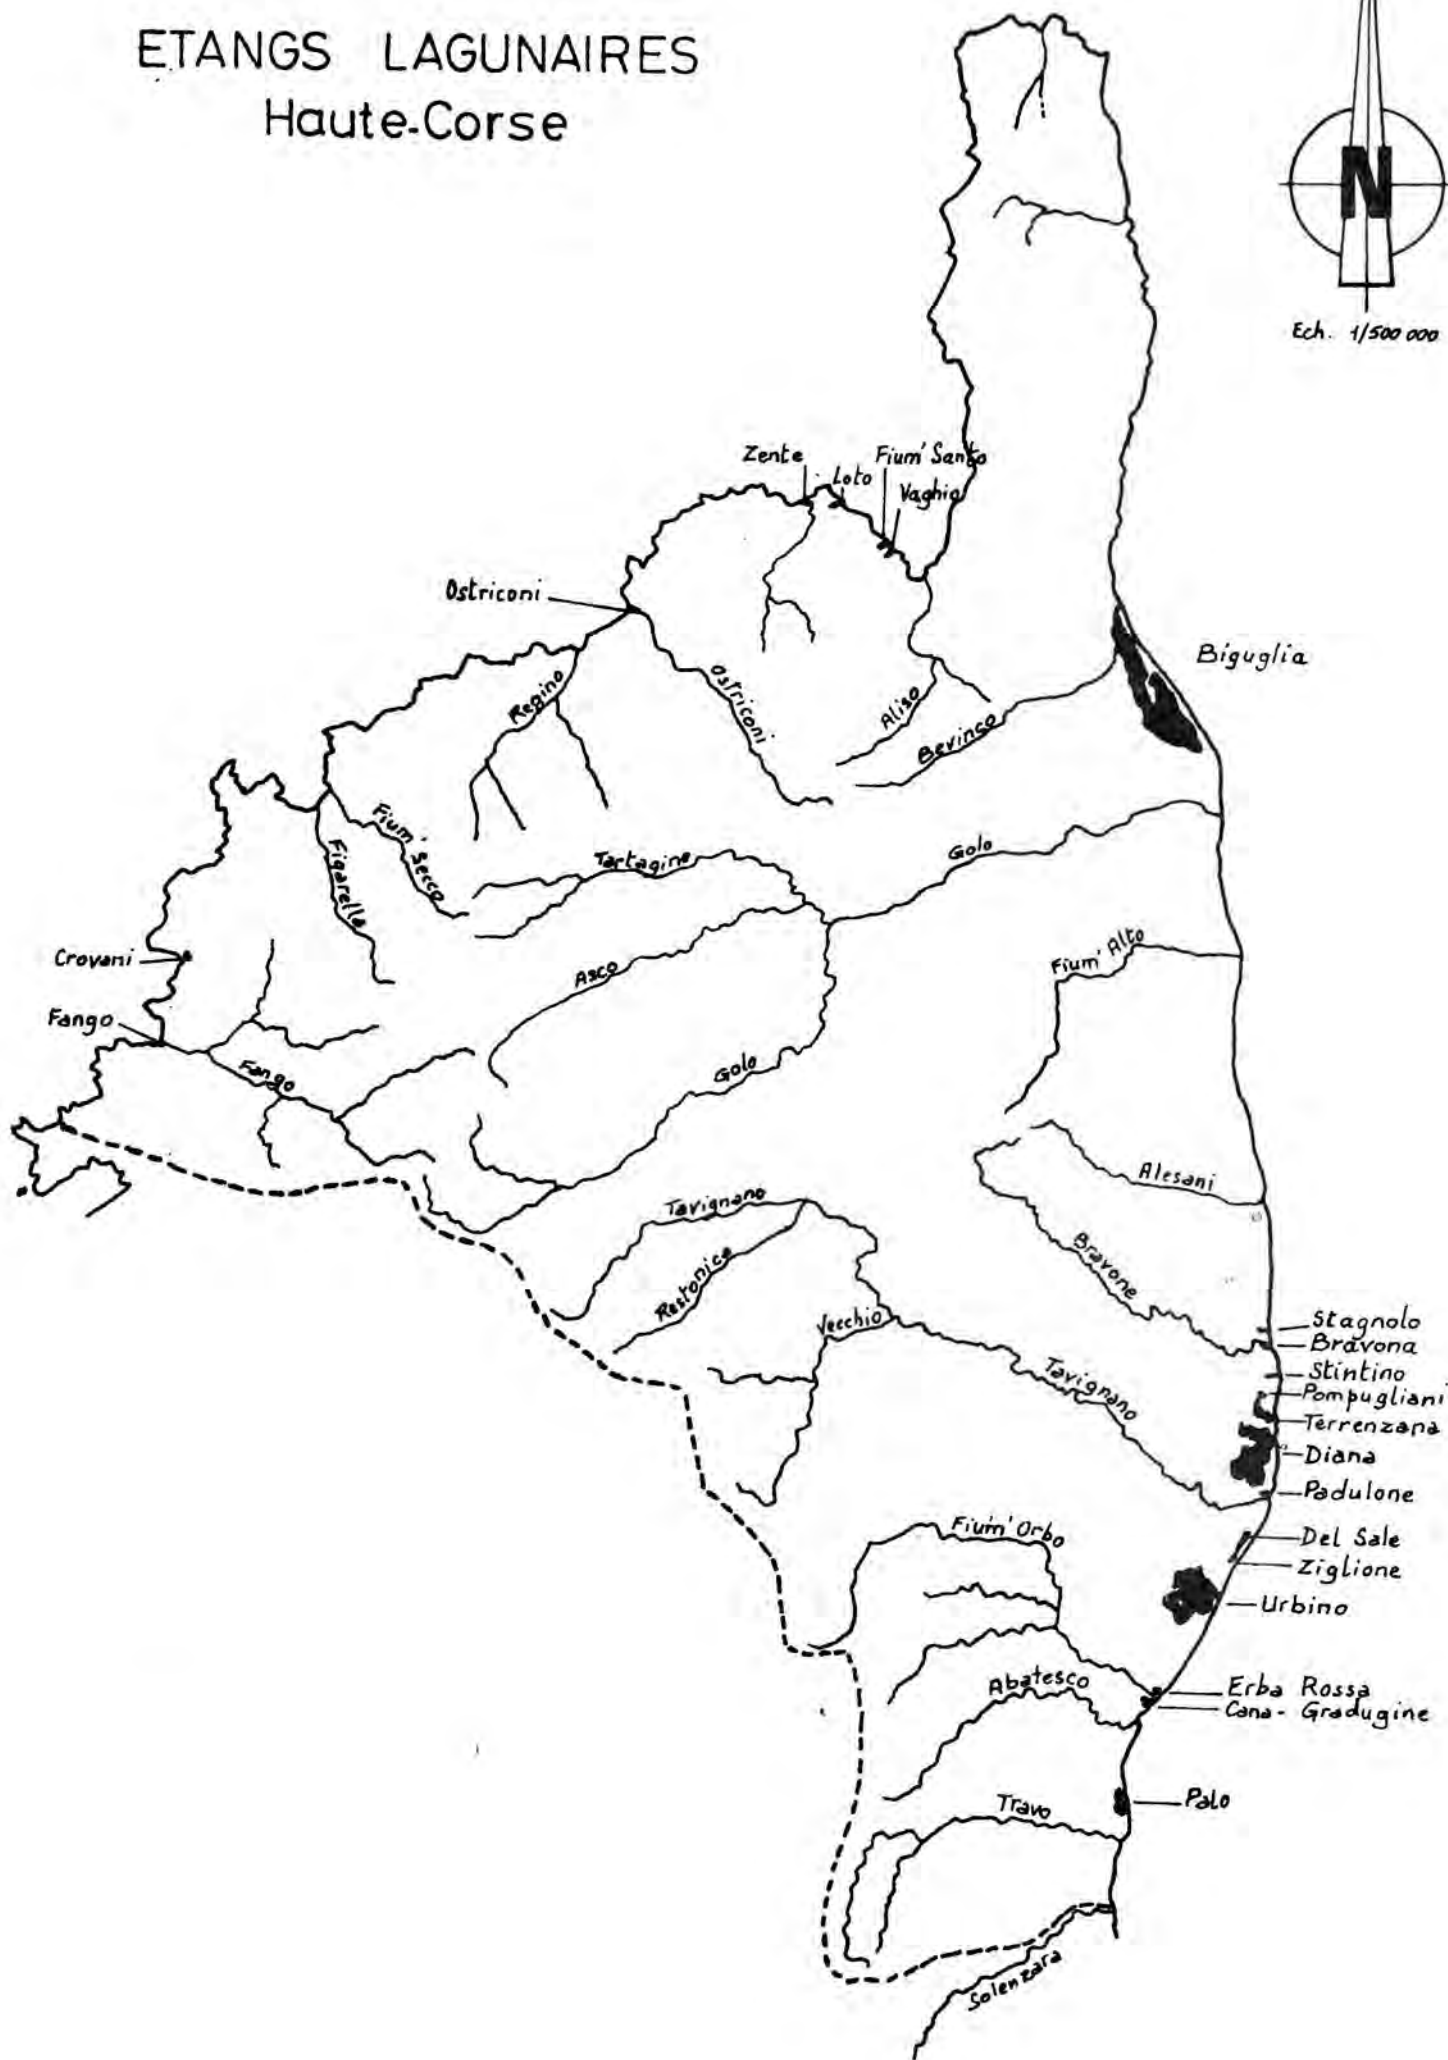 ETANGS LAGUNAIRES
Haute-Corse
N
Ech. 1/500 000
Zente
Loto
Fium' Santo
Vaghio
Ostriconi
Biguglia
Regino
Ostriconi
Aliso
Bevinco
Fium' Secco
Figarella
Tartagine
Golo
Crovani
Asco
Fium' Alto
Fango
Fango
Golo
Alesani
Tavignano
Restonica
Bravone
Vecchio
Stagnolo
Bravona
Stintino
Tavignano
Pompugliani
Terrenzana
Diana
Padulone
Fium' Orbo
Del Sale
Ziglione
Urbino
Abatesco
Erba Rossa
Cana-Gradugine
Travo
Palo
Solenzara